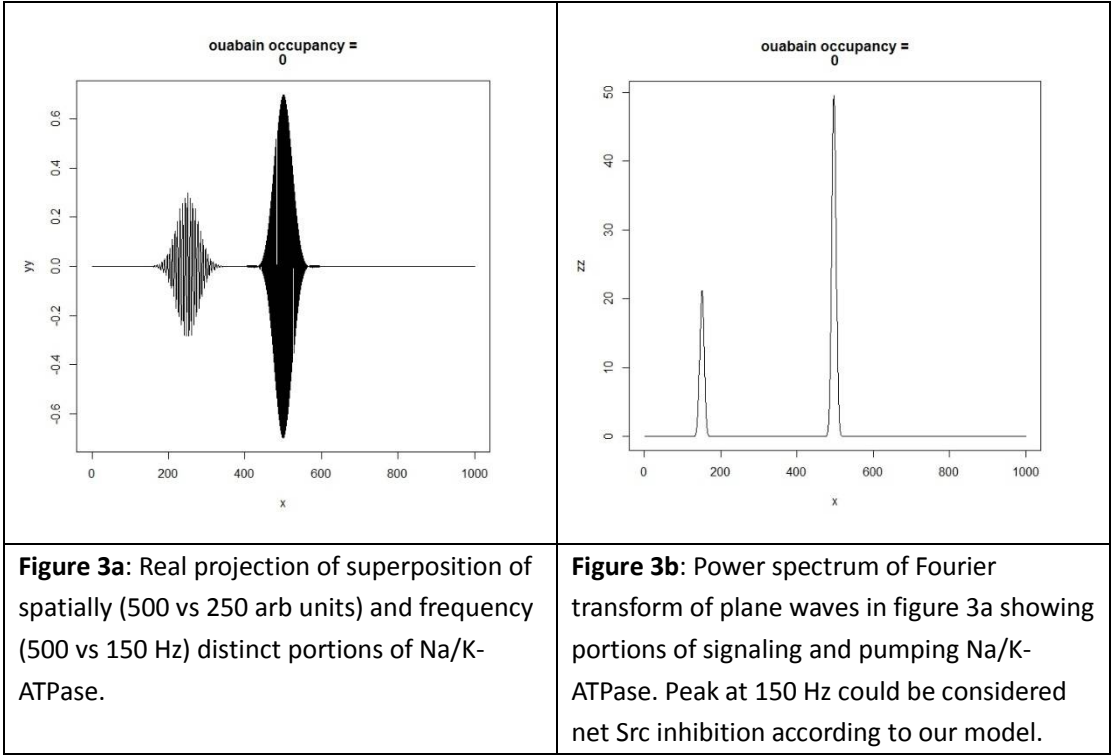 ouabain occupancy =
0
yy
0.6
0.4
0.2
0.0
-0.2
-0.4
-0.6
0 200 400 600 800 1000
x
ouabain occupancy =
0
zz
50
40
30
20
10
0
0 200 400 600 800 1000
x
Figure 3a: Real projection of superposition of
spatially (500 vs 250 arb units) and frequency
(500 vs 150 Hz) distinct portions of Na/K-
ATPase.
Figure 3b: Power spectrum of Fourier
transform of plane waves in figure 3a showing
portions of signaling and pumping Na/K-
ATPase. Peak at 150 Hz could be considered
net Src inhibition according to our model.